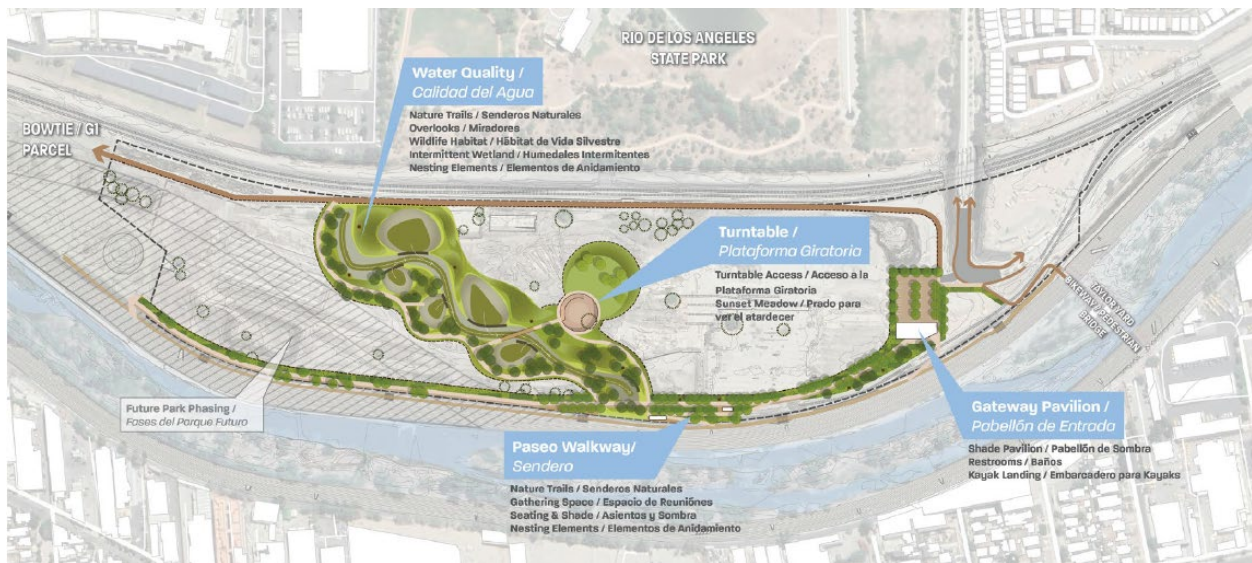 RIO DE LOS ANGELES
STATE PARK
Water Quality /
Calidad del Agua
Nature Trails / Senderos Naturales
Overlooks / Miradores
Wildlife Habitat / Hábitat de Vida Silvestre
Intermittent Wetland / Humedales Intermitentes
Nesting Elements / Elementos de Anidamiento
BOWTIE / G1
PARCEL
Turntable /
Plataforma Giratoria
Turntable Access / Acceso a la
Plataforma Giratoria
Sunset Meadow / Prado para
ver el atardecer
TAYLOR YARD
BIKEWAY / PEDESTRIAN
BRIDGE
Future Park Phasing /
Fases del Parque Futuro
Gateway Pavilion /
Pabellón de Entrada
Shade Pavilion / Pabellón de Sombra
Restrooms / Baños
Kayak Landing / Embarcadero para Kayaks
Paseo Walkway/
Sendero
Nature Trails / Senderos Naturales
Gathering Space / Espacio de Reuniónes
Seating & Shade / Asientos y Sombra
Nesting Elements / Elementos de Anidamiento